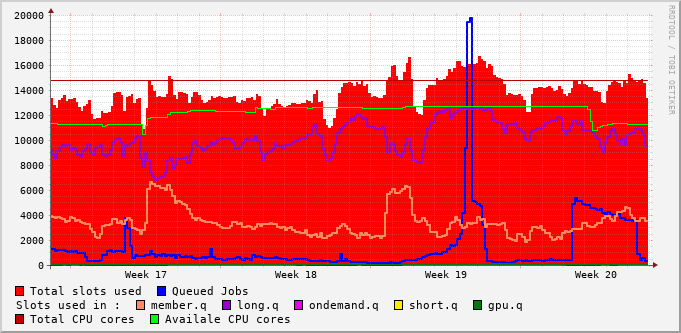 20000
18000
16000
14000
12000
10000
8000
6000
4000
2000
0
Week 17 Week 18 Week 19 Week 20
Total slots used Queued Jobs
Slots used in : member.q long.q ondemand.q short.q gpu.q
Total CPU cores Availale CPU cores
RRDTOOL / TOBI OETIKER